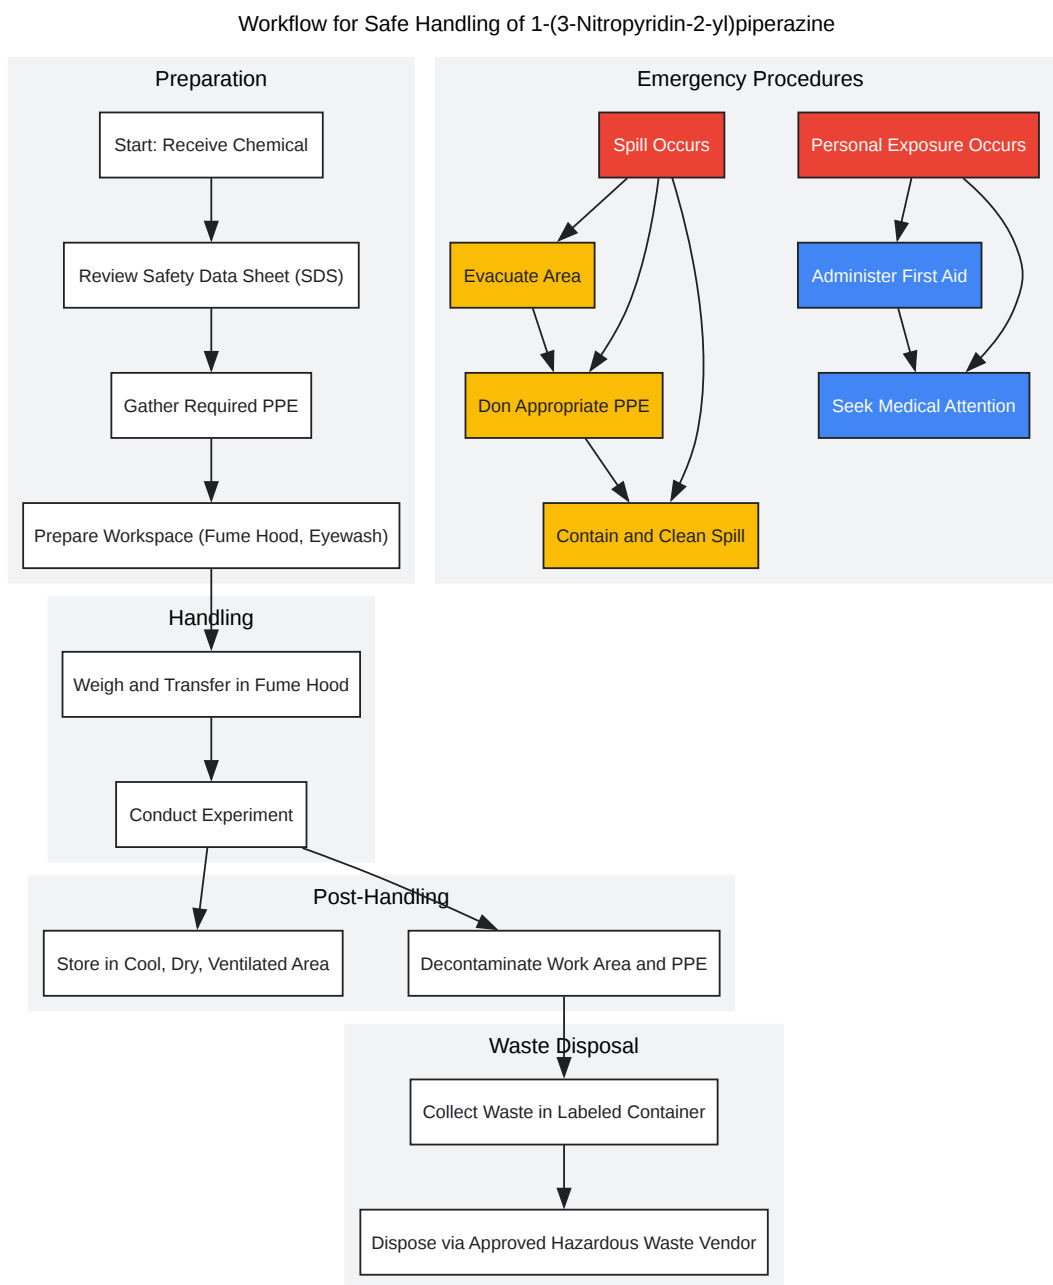 Workflow for Safe Handling of 1-(3-Nitropyridin-2-yl)piperazine
Preparation
Start: Receive Chemical
Review Safety Data Sheet (SDS)
Gather Required PPE
Prepare Workspace (Fume Hood, Eyewash)
Emergency Procedures
Spill Occurs
Personal Exposure Occurs
Evacuate Area
Administer First Aid
Don Appropriate PPE
Seek Medical Attention
Contain and Clean Spill
Handling
Weigh and Transfer in Fume Hood
Conduct Experiment
Post-Handling
Store in Cool, Dry, Ventilated Area
Decontaminate Work Area and PPE
Waste Disposal
Collect Waste in Labeled Container
Dispose via Approved Hazardous Waste Vendor